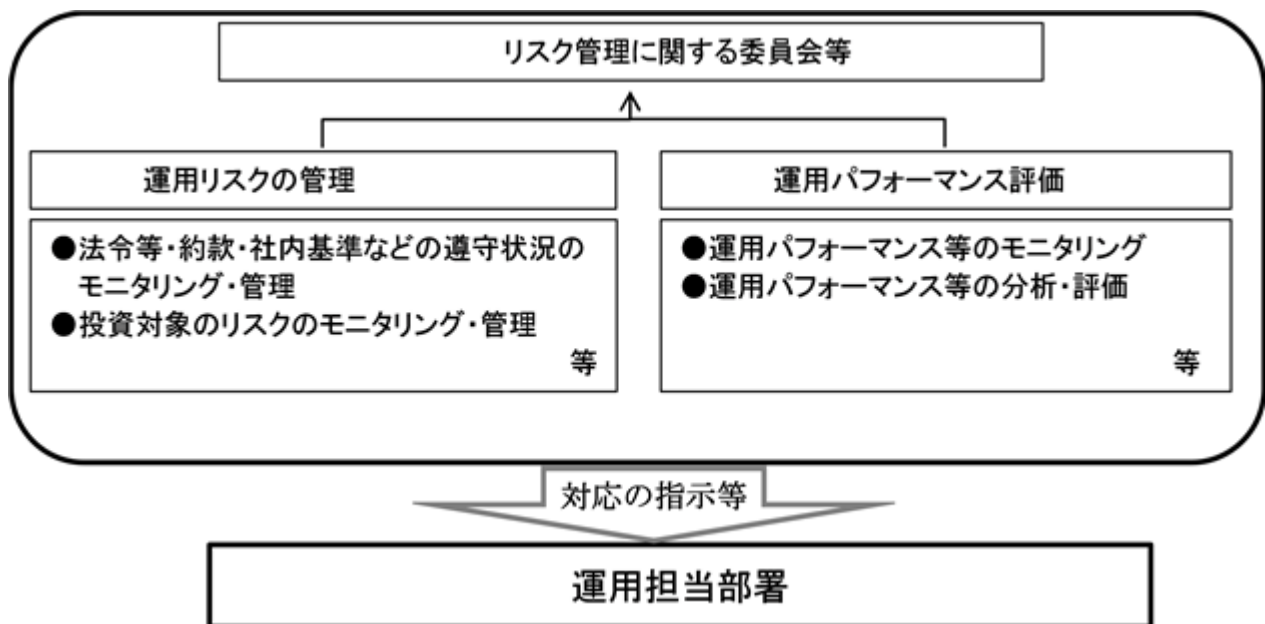 リスク管理に関する委員会等
運用リスクの管理
●法令等・約款・社内基準などの遵守状況の
モニタリング・管理
●投資対象のリスクのモニタリング・管理
等
運用パフォーマンス評価
●運用パフォーマンス等のモニタリング
●運用パフォーマンス等の分析・評価
等
対応の指示等
運用担当部署